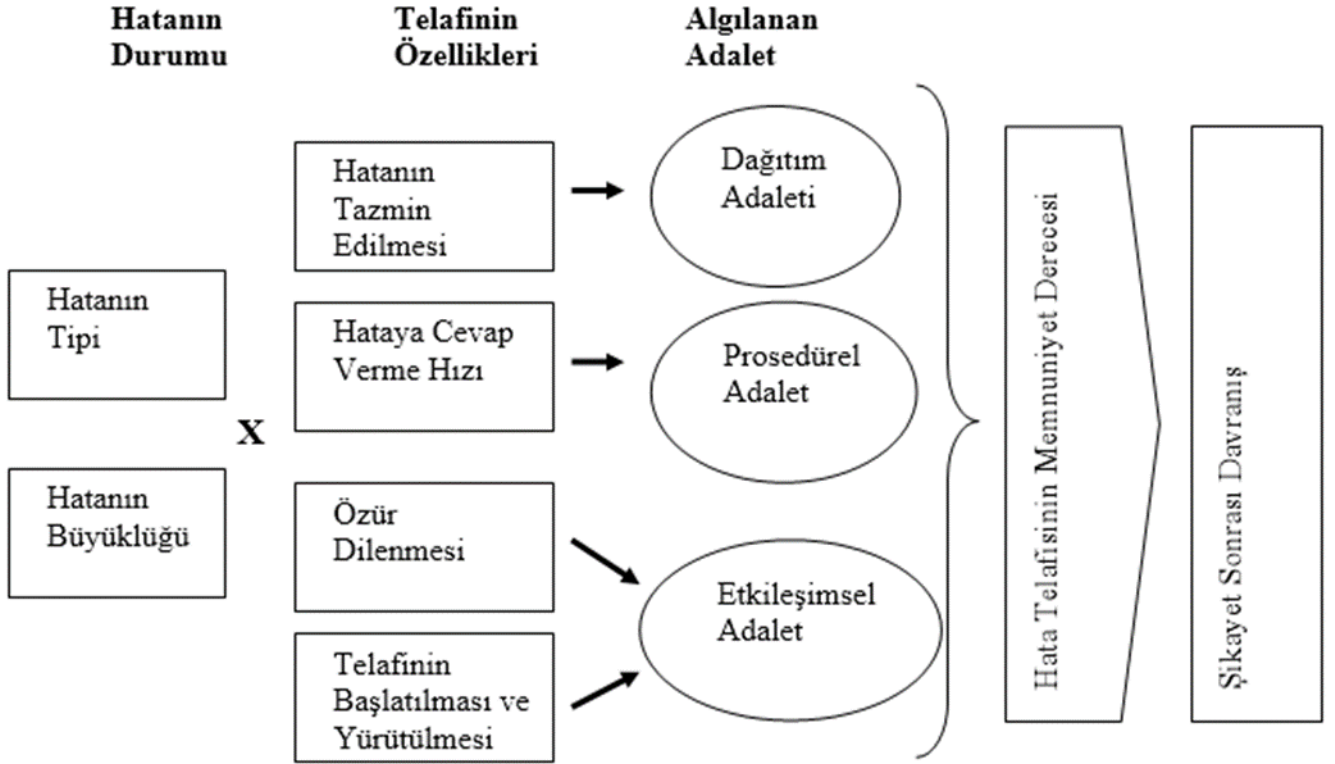 Hatanın
Durumu
Telafinin
Özellikleri
Algılanan
Adalet
Hatanın
Tipi
X
Hatanın
Büyüklüğü
Hatanın
Tazmin
Edilmesi
Hataya Cevap
Verme Hızı
Özür
Dilenmesi
Telafinin
Başlatılması ve
Yürütülmesi
Dağıtım
Adaleti
Prosedürel
Adalet
Etkileşimsel
Adalet
Hata Telafisinin Memnuniyet Derecesi
Şikayet Sonrası Davranış